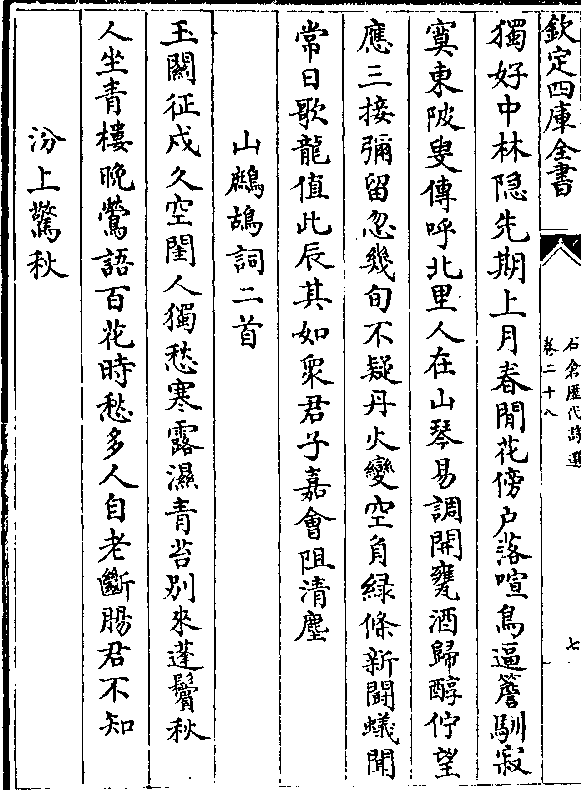 欽定四庫全書
石倉歷代詩選
卷二十八
七
獨好中林隠先期上月春閒花傍户落喧鳥逼簷馴寂
寞東陂叟傳呼北里人在山琴易調開甕酒歸醇佇望
應三接彌留忽幾旬不疑丹火變空負緑條新鬬蟻聞
常日歌龍值此辰其如衆君子嘉會阻清塵
山鷓鴣詞二首
玉關征戍久空閨人獨愁寒露濕青苔别來蓬鬢秋
人坐青樓晚鶯語百花時愁多人自老斷腸君不知
汾上驚秋